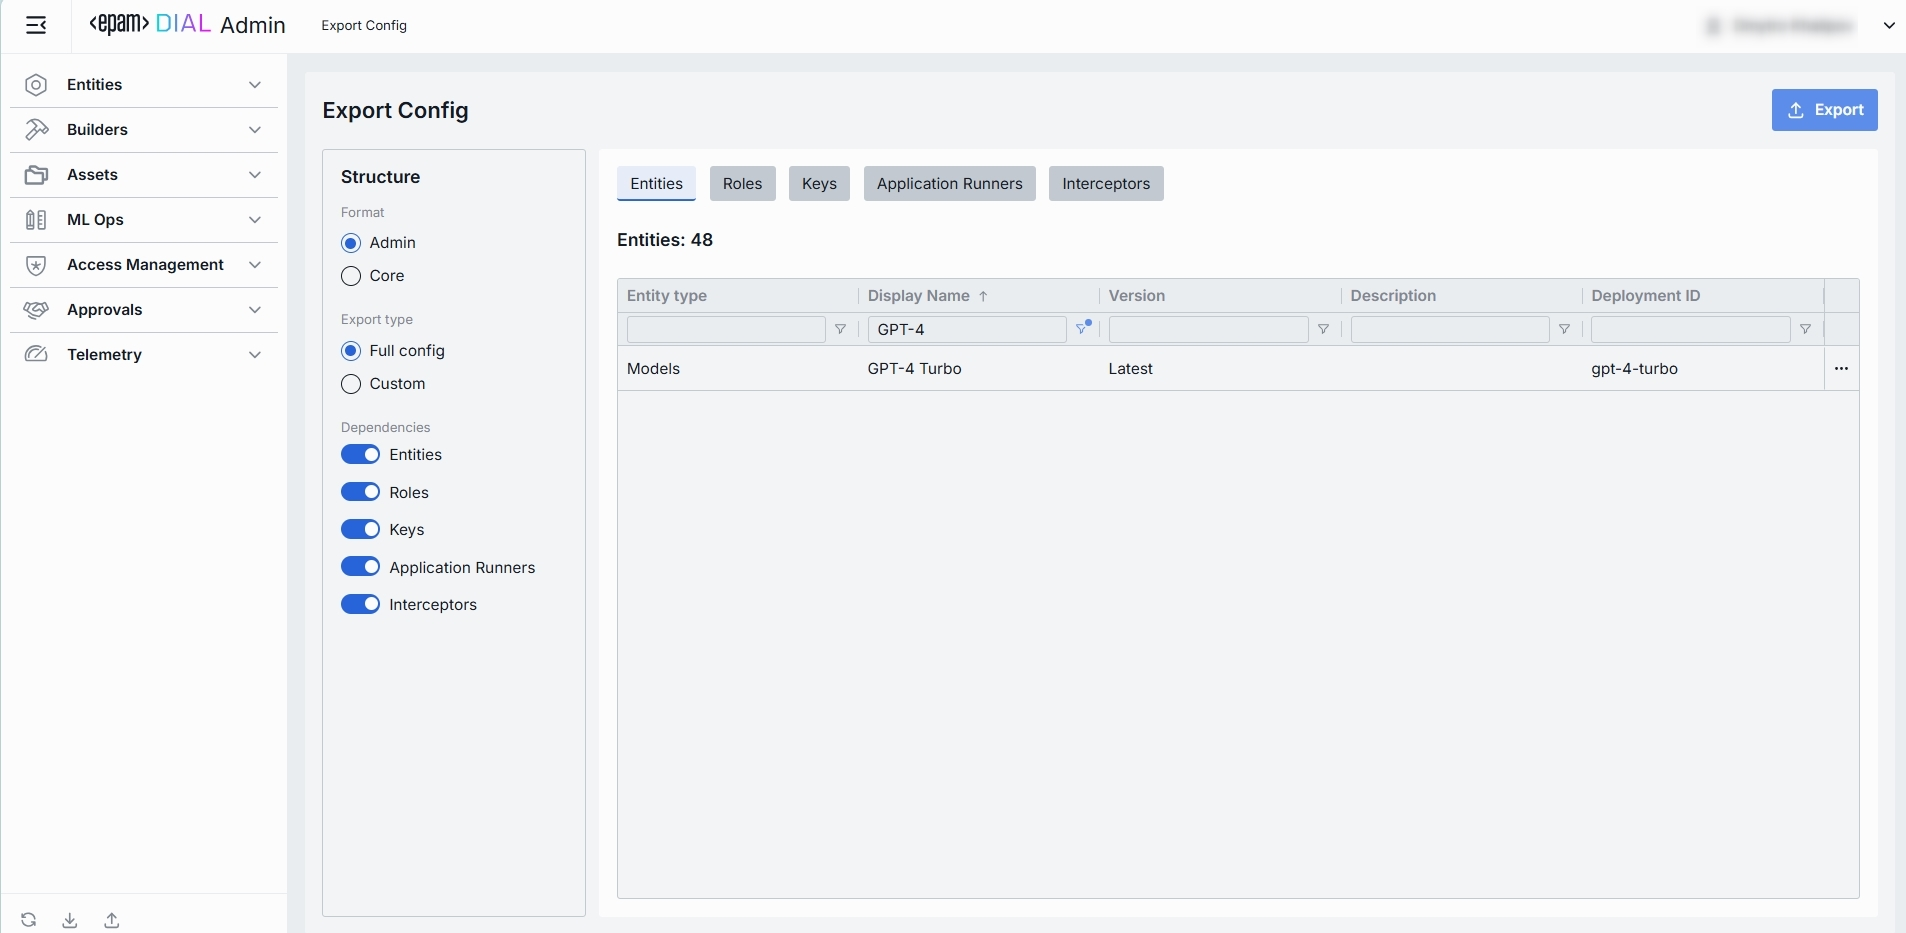 <epam> DIAL Admin
Export Config
Entities
Builders
Assets
ML Ops
Access Management
Approvals
Telemetry
Export Config
Export
Structure
Format
Admin
Core
Export type
Full config
Custom
Dependencies
Entities
Roles
Keys
Application Runners
Interceptors
Entities Roles Keys Application Runners Interceptors
Entities: 48
Entity type Display Name ↑ Version Description Deployment ID
GPT-4
Models GPT-4 Turbo Latest gpt-4-turbo ...